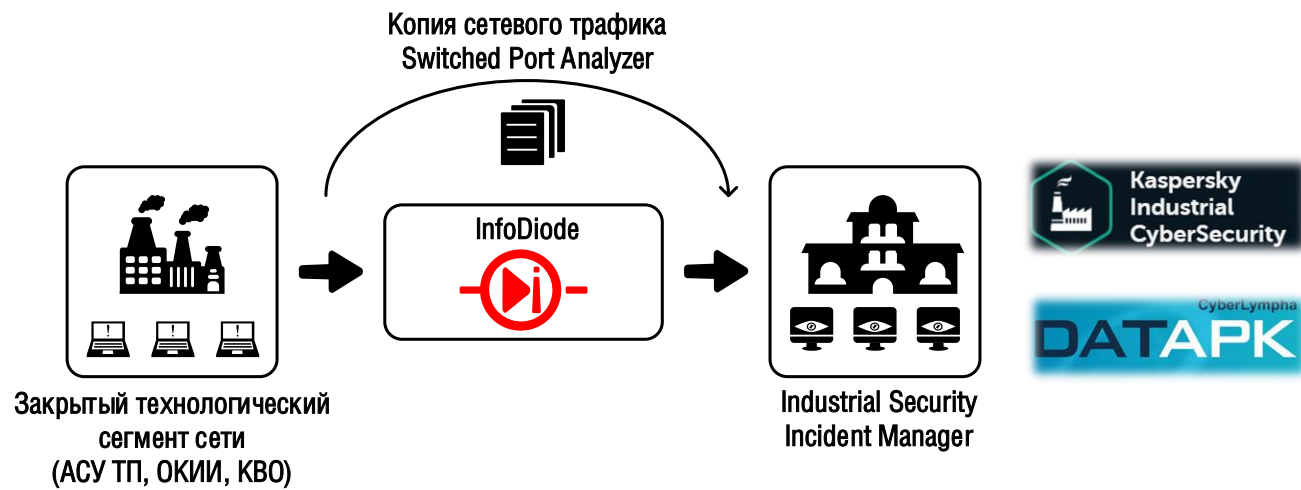 Копия сетевого трафика
Switched Port Analyzer
InfoDiode
Закрытый технологический
сегмент сети
(АСУ ТП, ОКИИ, КВО)
Industrial Security
Incident Manager
Kaspersky
Industrial
CyberSecurity
CyberLympha
DATAPK